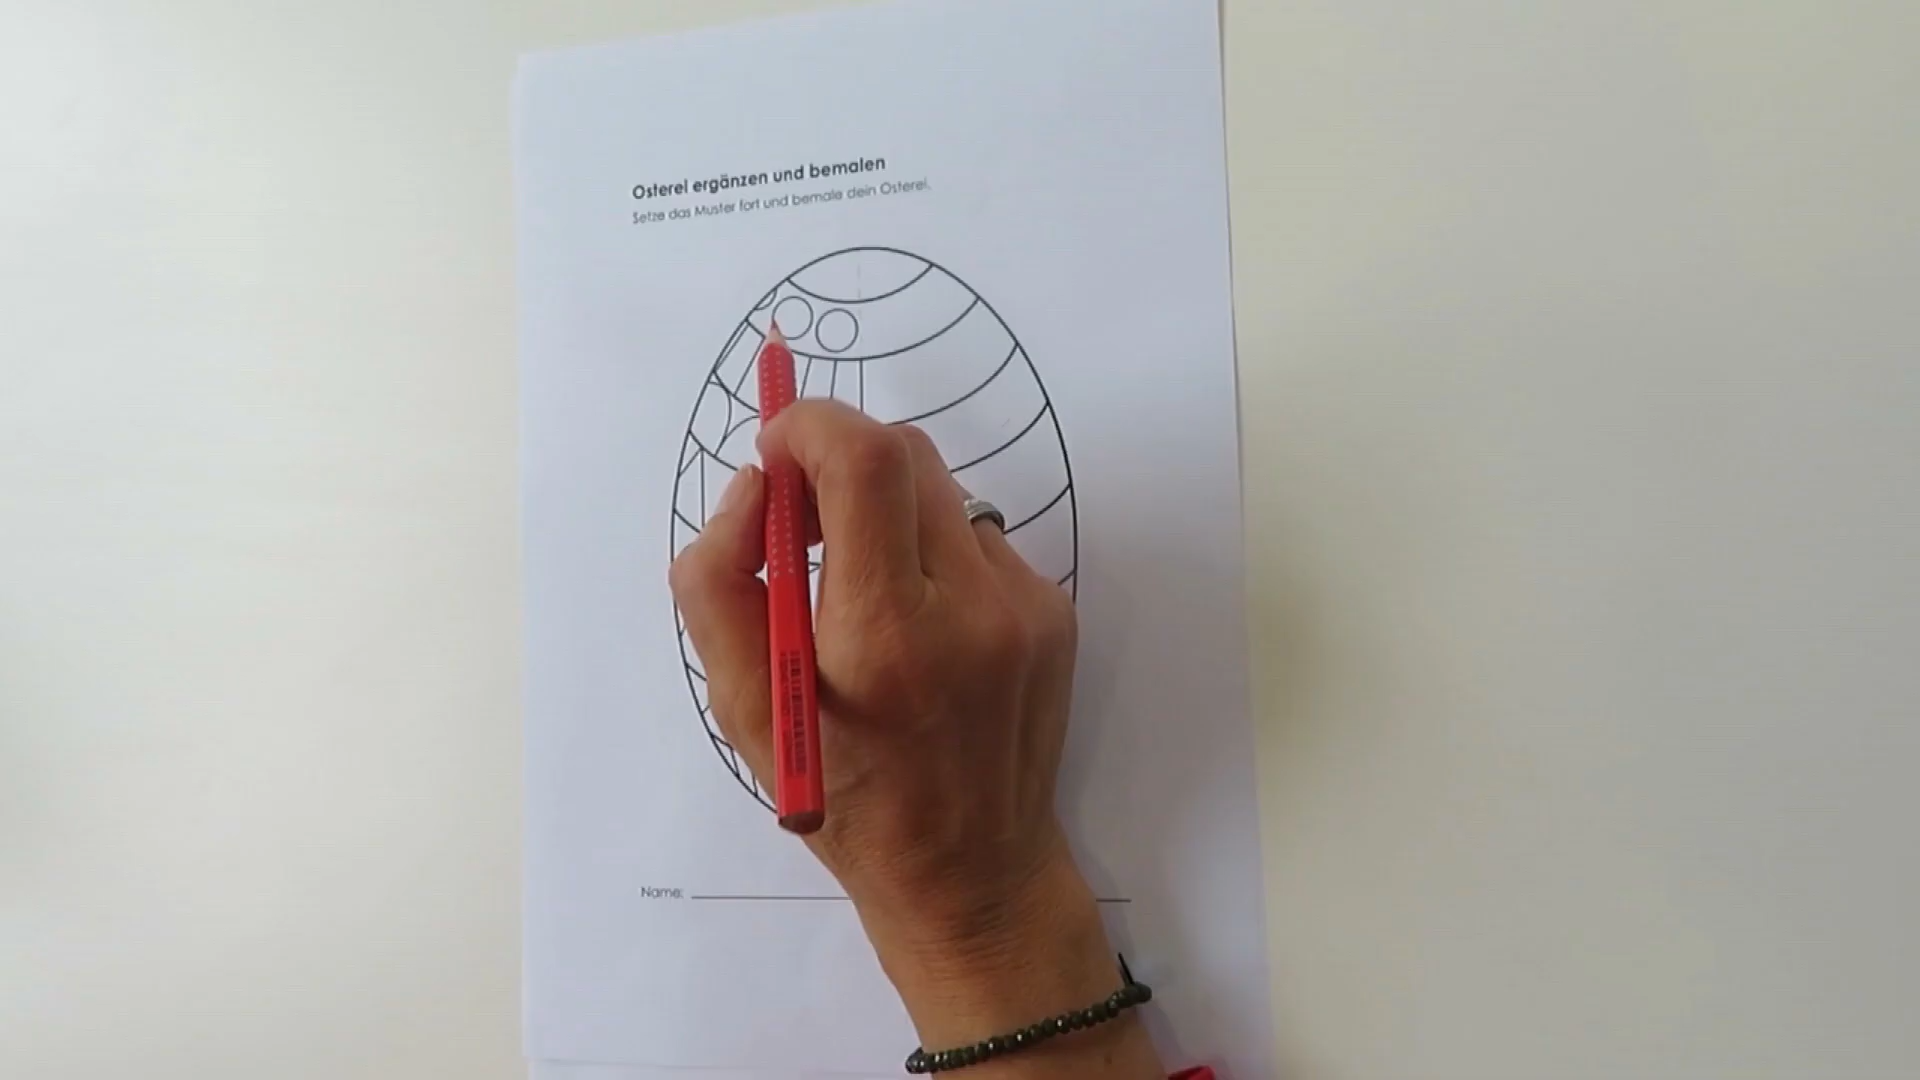 Osterei ergänzen und bemalen
Setze das Muster fort und bemale dein Osterei.
Name: